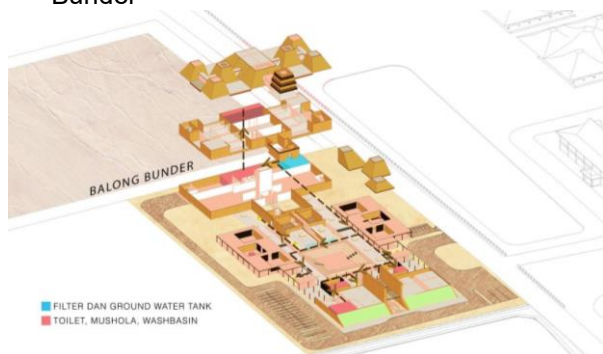 Bunder
BALONG BUNDER
FILTER DAN GROUND WATER TANK
TOILET, MUSHOLA, WASHBASIN